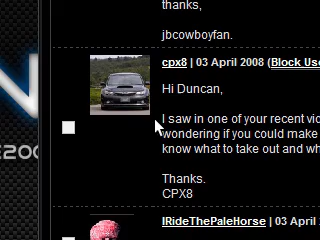 thanks,
jbcowboyfan.
cpx8 | 03 April 2008 (Block Use
Hi Duncan,
I saw in one of your recent vic
wondering if you could make
know what to take out and wh
Thanks.
CPX8
IRideThePaleHorse | 03 April